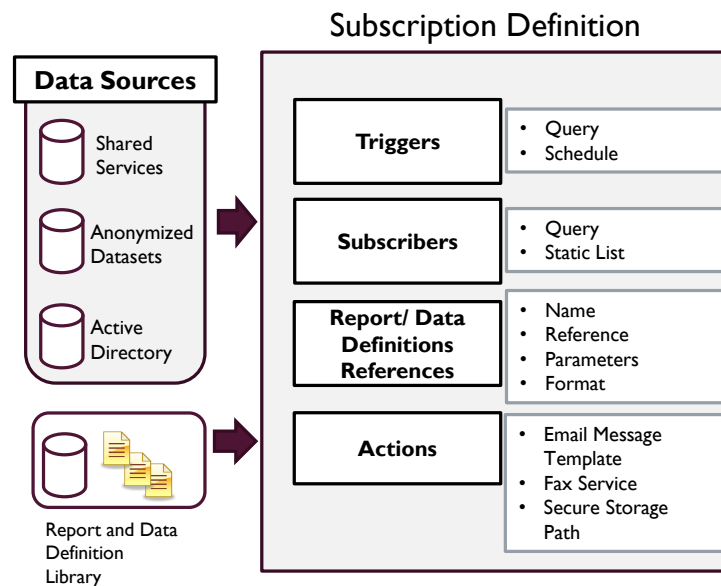 Subscription Definition
Data Sources
Shared
Services
Anonymized
Datasets
Active
Directory
Report and Data
Definition
Library
Triggers
• Query
• Schedule
Subscribers
• Query
• Static List
Report/ Data
Definitions
References
• Name
• Reference
• Parameters
• Format
Actions
• Email Message
Template
• Fax Service
• Secure Storage
Path